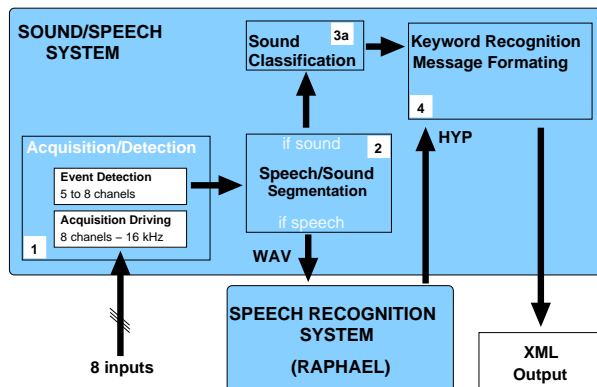 SOUND/SPEECH
SYSTEM
Sound
Classification
3a
Keyword Recognition
Message Formating
4
Acquisition/Detection
Event Detection
5 to 8 chanels
Acquisition Driving
8 channels – 16 kHz
1
if sound
2
Speech/Sound
Segmentation
if speech
WAV
HYP
SPEECH RECOGNITION
SYSTEM
(RAPHAEL)
8 inputs
XML
Output